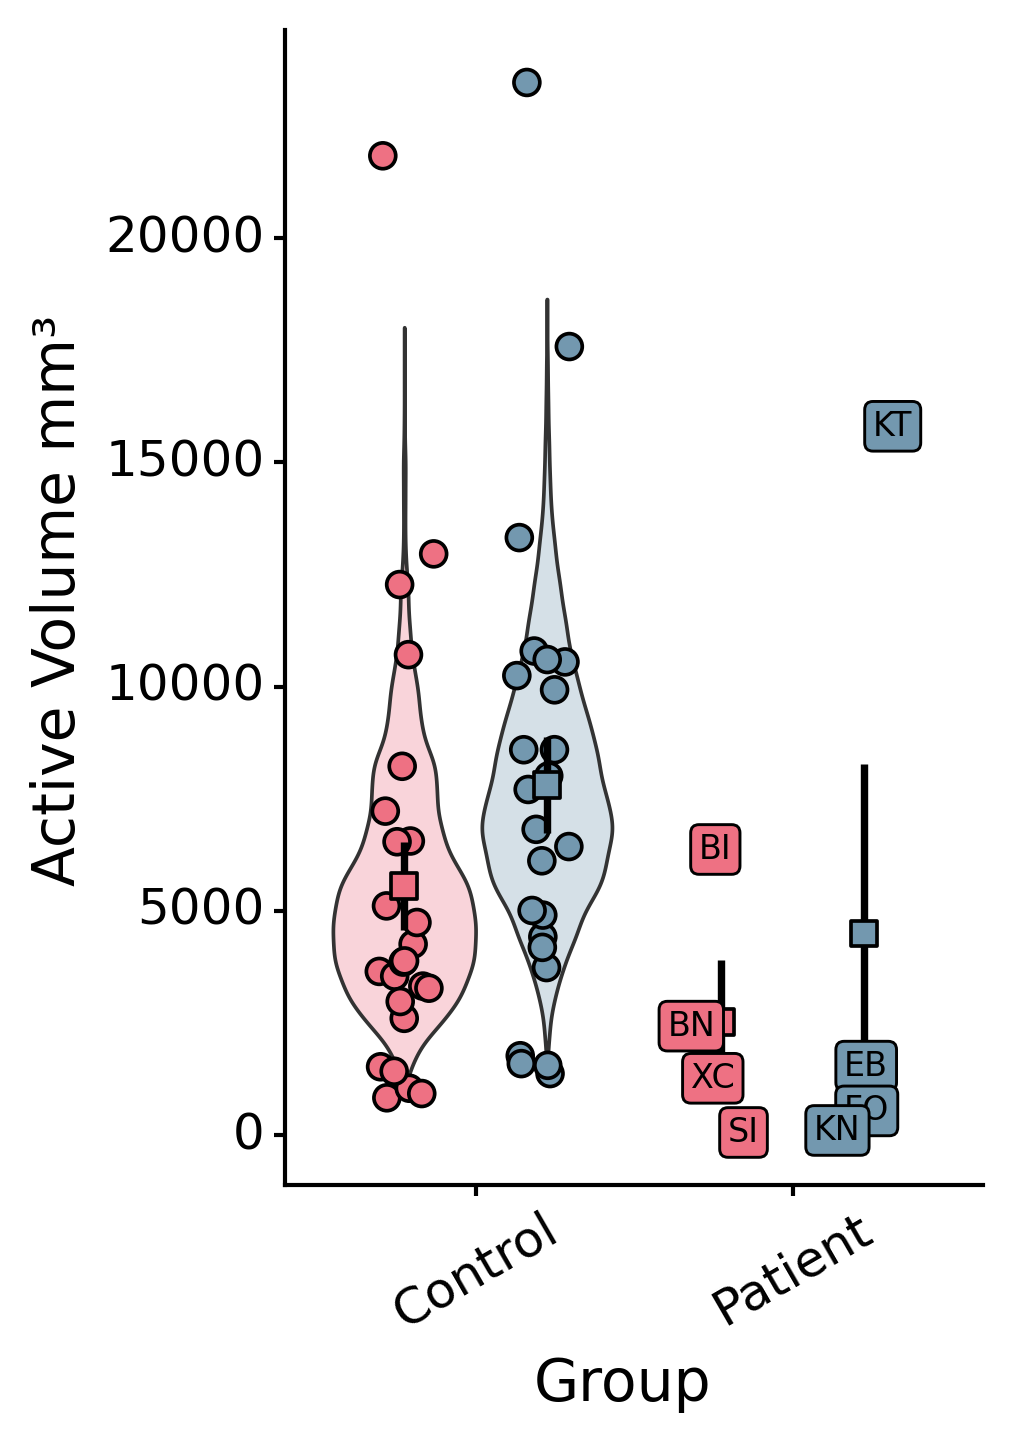 Active Volume mm³
20000
15000
10000
5000
0
KT
BI
BN
XC
SI
EB
KN
Control
Patient
Group